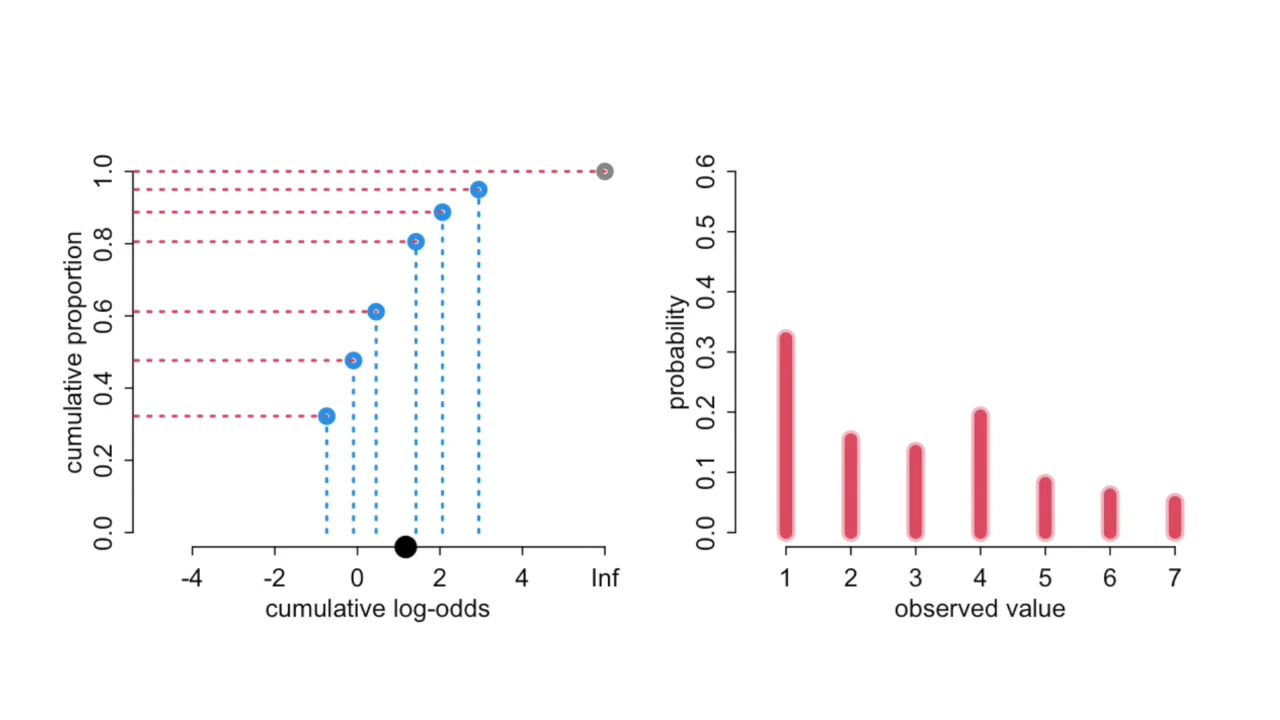 cumulative proportion
1.0
0.8
0.6
0.4
0.2
0.0
-4 -2 0 2 4 Inf
cumulative log-odds
probability
0.6
0.5
0.4
0.3
0.2
0.1
0.0
1 2 3 4 5 6 7
observed value